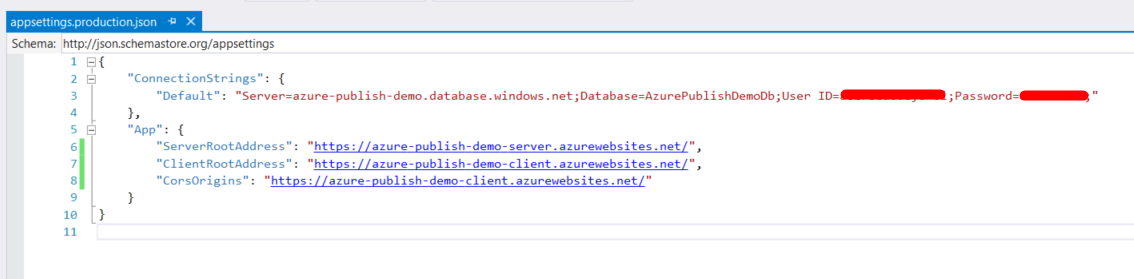 appsettings.production.json
Schema: http://json.schemastore.org/appsettings
1 {
2 "ConnectionStrings": {
3 "Default": "Server=azure-publish-demo.database.windows.net;Database=AzurePublishDemoDb;User ID= ;Password= ;"
4 },
5 "App": {
6 "ServerRootAddress": "https://azure-publish-demo-server.azurewebsites.net/",
7 "ClientRootAddress": "https://azure-publish-demo-client.azurewebsites.net/",
8 "CorsOrigins": "https://azure-publish-demo-client.azurewebsites.net/"
9 }
10 }
11